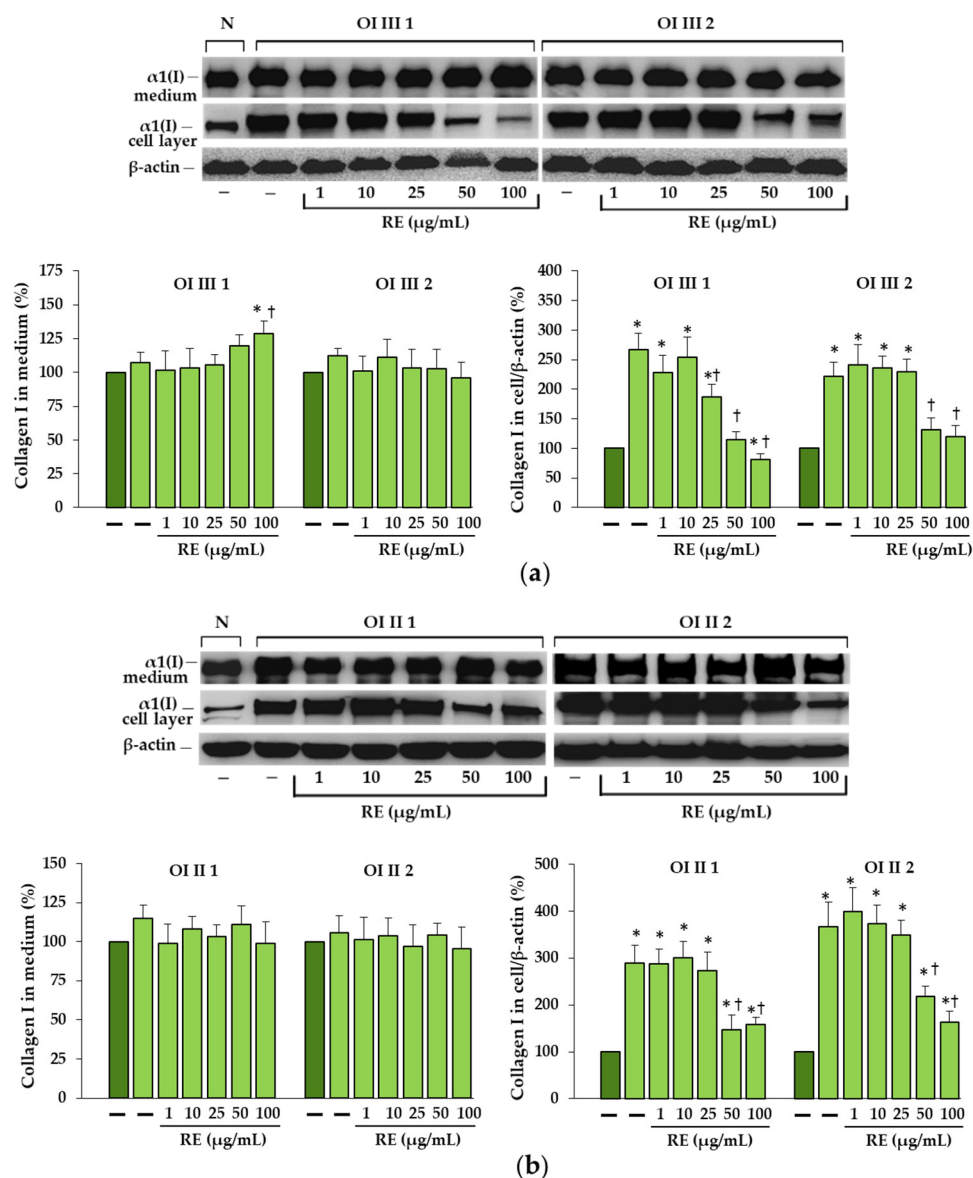 N OI III 1 OI III 2
α1(I) –
medium
α1(I) –
cell layer
β-actin –
– – 1 10 25 50 100 – 1 10 25 50 100
RE (µg/mL) RE (µg/mL)
Collagen I in medium (%)
175
150
125
100
75
50
25
0
OI III 1 OI III 2
* †
– – 1 10 25 50 100 – – 1 10 25 50 100
RE (µg/mL) RE (µg/mL)
Collagen I in cell/β-actin (%)
400
350
300
250
200
150
100
50
0
OI III 1 OI III 2
* * * *† † *† * * * * † †
– – 1 10 25 50 100 – – 1 10 25 50 100
RE (µg/mL) RE (µg/mL)
(a)
N OI II 1 OI II 2
α1(I) –
medium
α1(I) –
cell layer
β-actin –
– – 1 10 25 50 100 – 1 10 25 50 100
RE (µg/mL) RE (µg/mL)
Collagen I in medium (%)
150
125
100
75
50
25
0
OI II 1 OI II 2
– – 1 10 25 50 100 – – 1 10 25 50 100
RE (µg/mL) RE (µg/mL)
Collagen I in cell/β-actin (%)
500
400
300
200
100
0
OI II 1 OI II 2
* * * * *† *† * * * * *† *†
– – 1 10 25 50 100 – – 1 10 25 50 100
RE (µg/mL) RE (µg/mL)
(b)